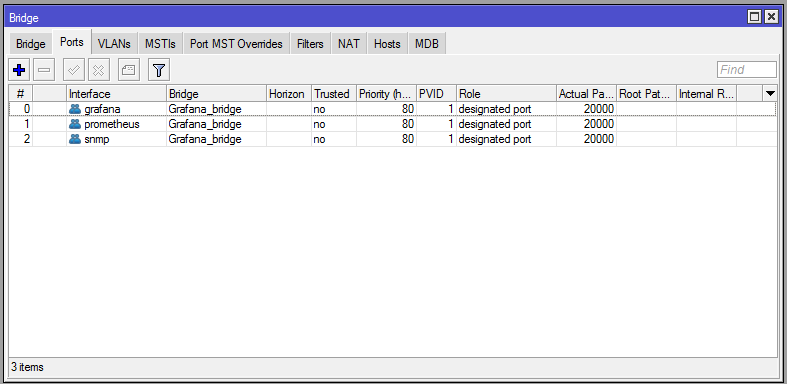 Bridge
Bridge Ports VLANs MSTIs Port MST Overrides Filters NAT Hosts MDB
Find
# Interface Bridge Horizon Trusted Priority (h... PVID Role Actual Pa... Root Pat... Internal R...
0 grafana Grafana_bridge no 80 1 designated port 20000
1 prometheus Grafana_bridge no 80 1 designated port 20000
2 snmp Grafana_bridge no 80 1 designated port 20000
3 items